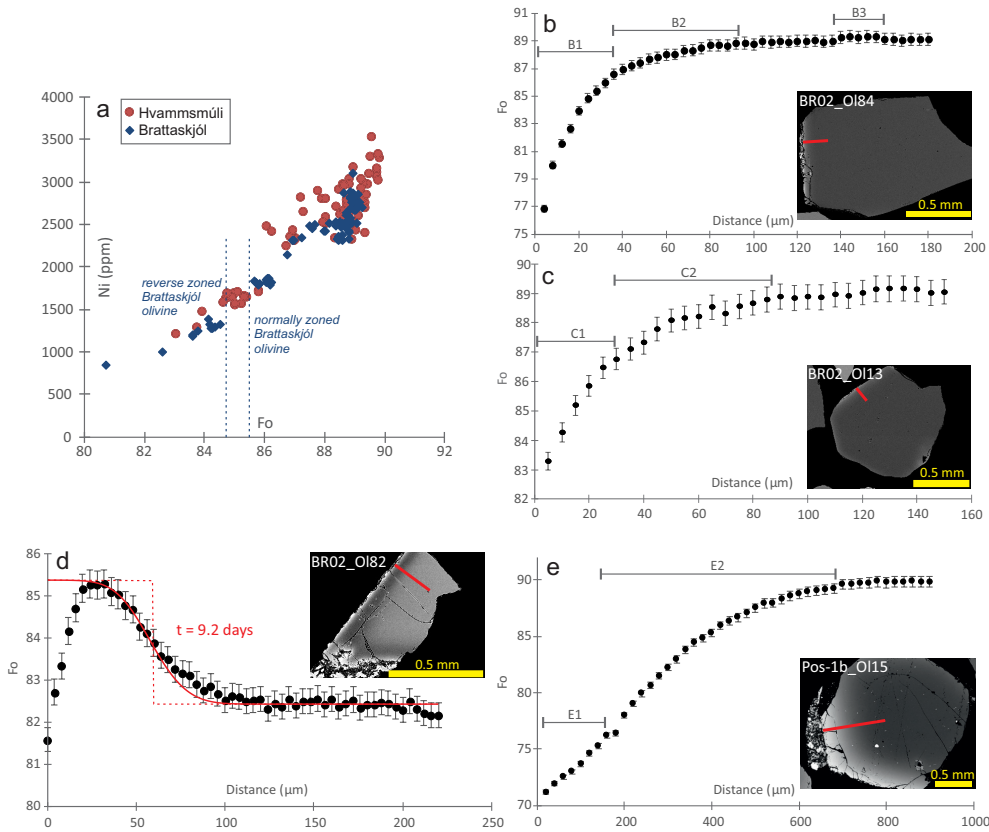 a
Hvammsmúli
Brattaskjól
4000
3500
3000
2500
2000
1500
1000
500
0
Ni (ppm)
reverse zoned
Brattaskjól
olivine
normally zoned
Brattaskjól
olivine
Fo
80 82 84 86 88 90 92
b
B1
B2
B3
91
89
87
85
83
81
79
77
75
Fo
BR02_Ol84
0.5 mm
Distance (µm)
0 20 40 60 80 100 120 140 160 180 200
c
C1
C2
90
89
88
87
86
85
84
83
82
Fo
BR02_Ol13
0.5 mm
Distance (µm)
0 20 40 60 80 100 120 140 160
d
86
85
84
83
82
81
80
Fo
t = 9.2 days
BR02_Ol82
0.5 mm
Distance (µm)
0 50 100 150 200 250
e
E1
E2
90
85
80
75
70
Fo
Pos-1b_Ol15
0.5 mm
Distance (µm)
0 200 400 600 800 1000